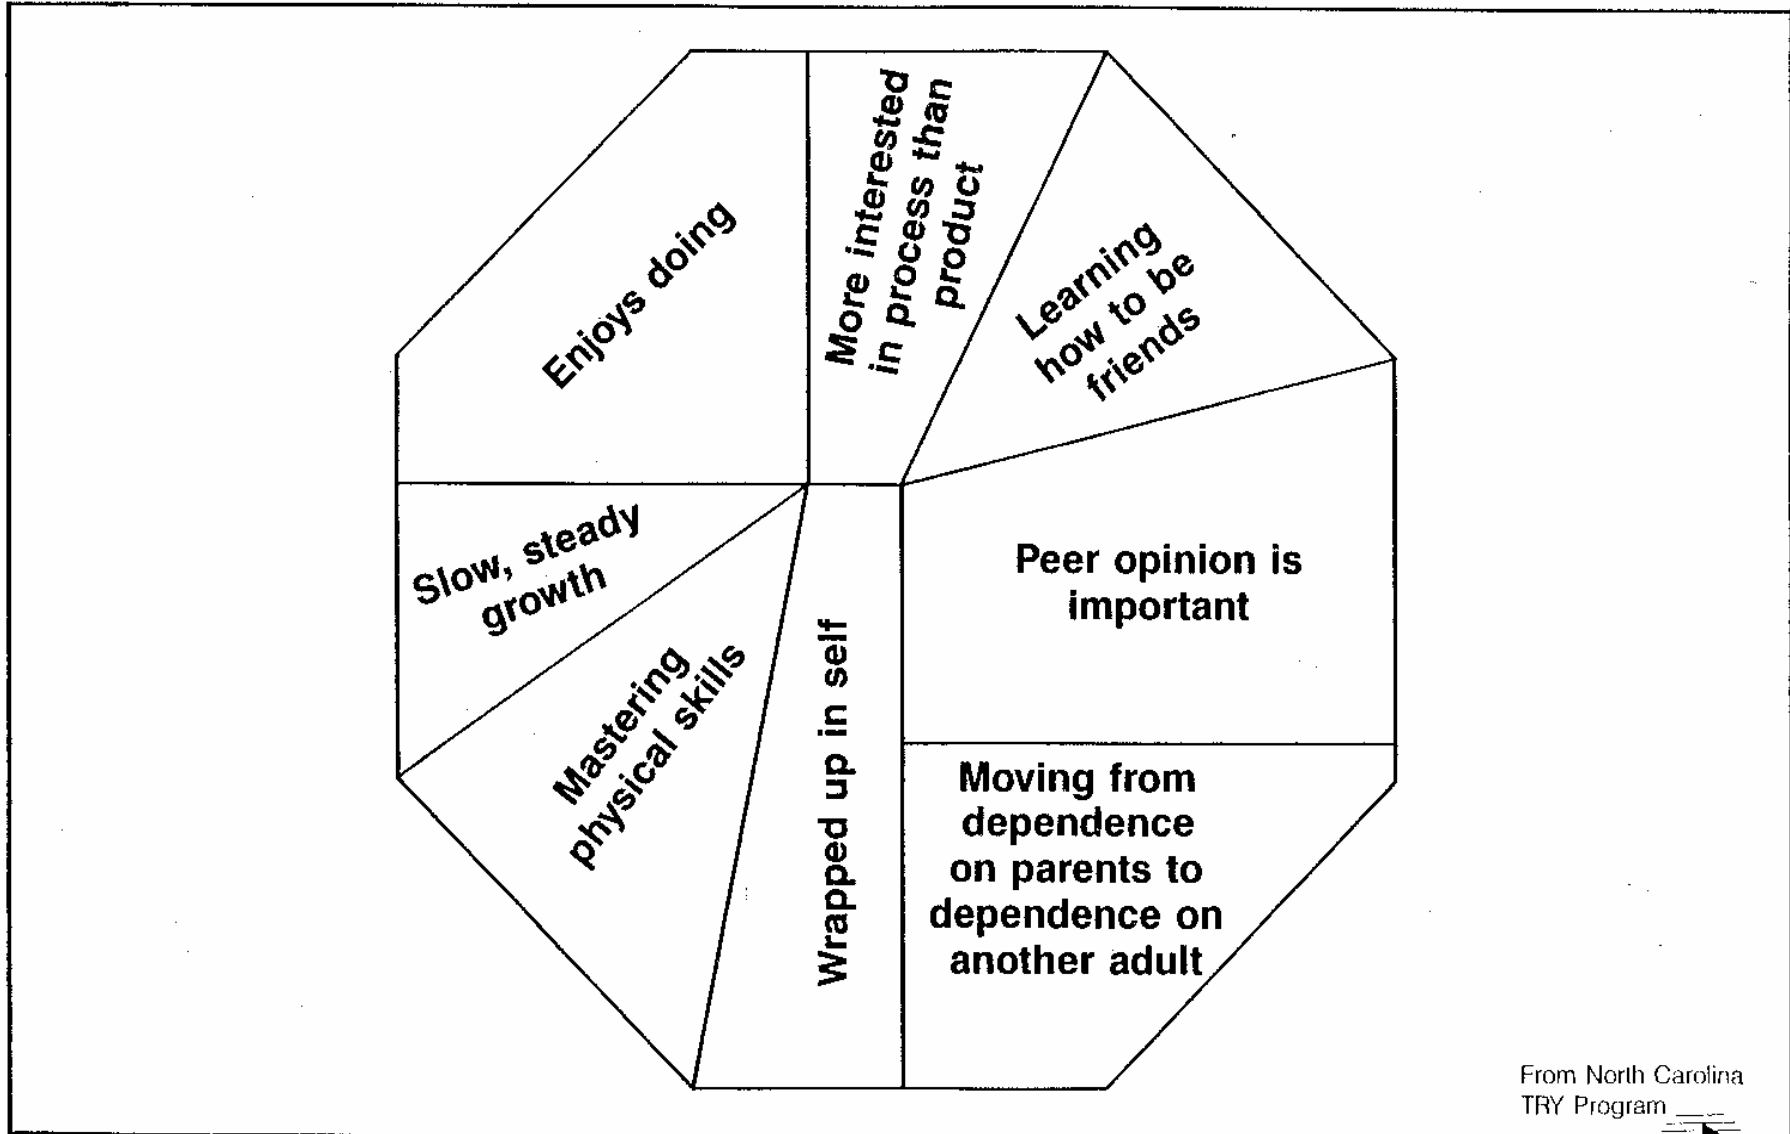 Enjoys doing
More interested
in process than
product
Learning
how to be
friends
Slow, steady
growth
Mastering
physical skills
Wrapped up in self
Peer opinion is
important
Moving from
dependence
on parents to
dependence on
another adult
From North Carolina
TRY Program